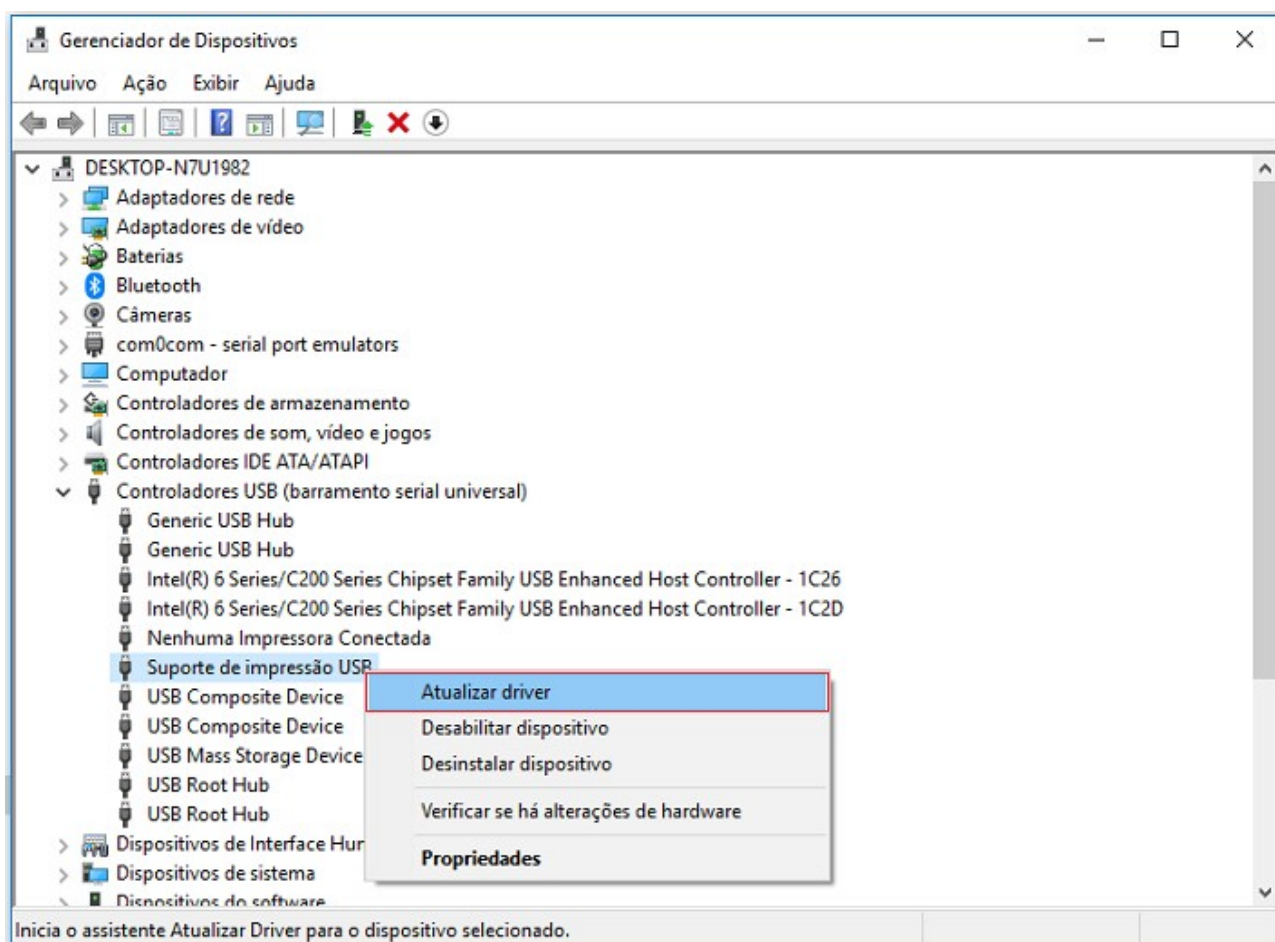 Gerenciador de Dispositivos
Arquivo Ação Exibir Ajuda
DESKTOP-N7U1982
Adaptadores de rede
Adaptadores de vídeo
Baterias
Bluetooth
Câmeras
com0com - serial port emulators
Computador
Controladores de armazenamento
Controladores de som, vídeo e jogos
Controladores IDE ATA/ATAPI
Controladores USB (barramento serial universal)
Generic USB Hub
Generic USB Hub
Intel(R) 6 Series/C200 Series Chipset Family USB Enhanced Host Controller - 1C26
Intel(R) 6 Series/C200 Series Chipset Family USB Enhanced Host Controller - 1C2D
Nenhuma Impressora Conectada
Suporte de impressão USB
USB Composite Device
USB Composite Device
USB Mass Storage Device
USB Root Hub
USB Root Hub
Dispositivos de Interface Hur
Dispositivos de sistema
Dispositivos do software
Atualizar driver
Desabilitar dispositivo
Desinstalar dispositivo
Verificar se há alterações de hardware
Propriedades
Inicia o assistente Atualizar Driver para o dispositivo selecionado.